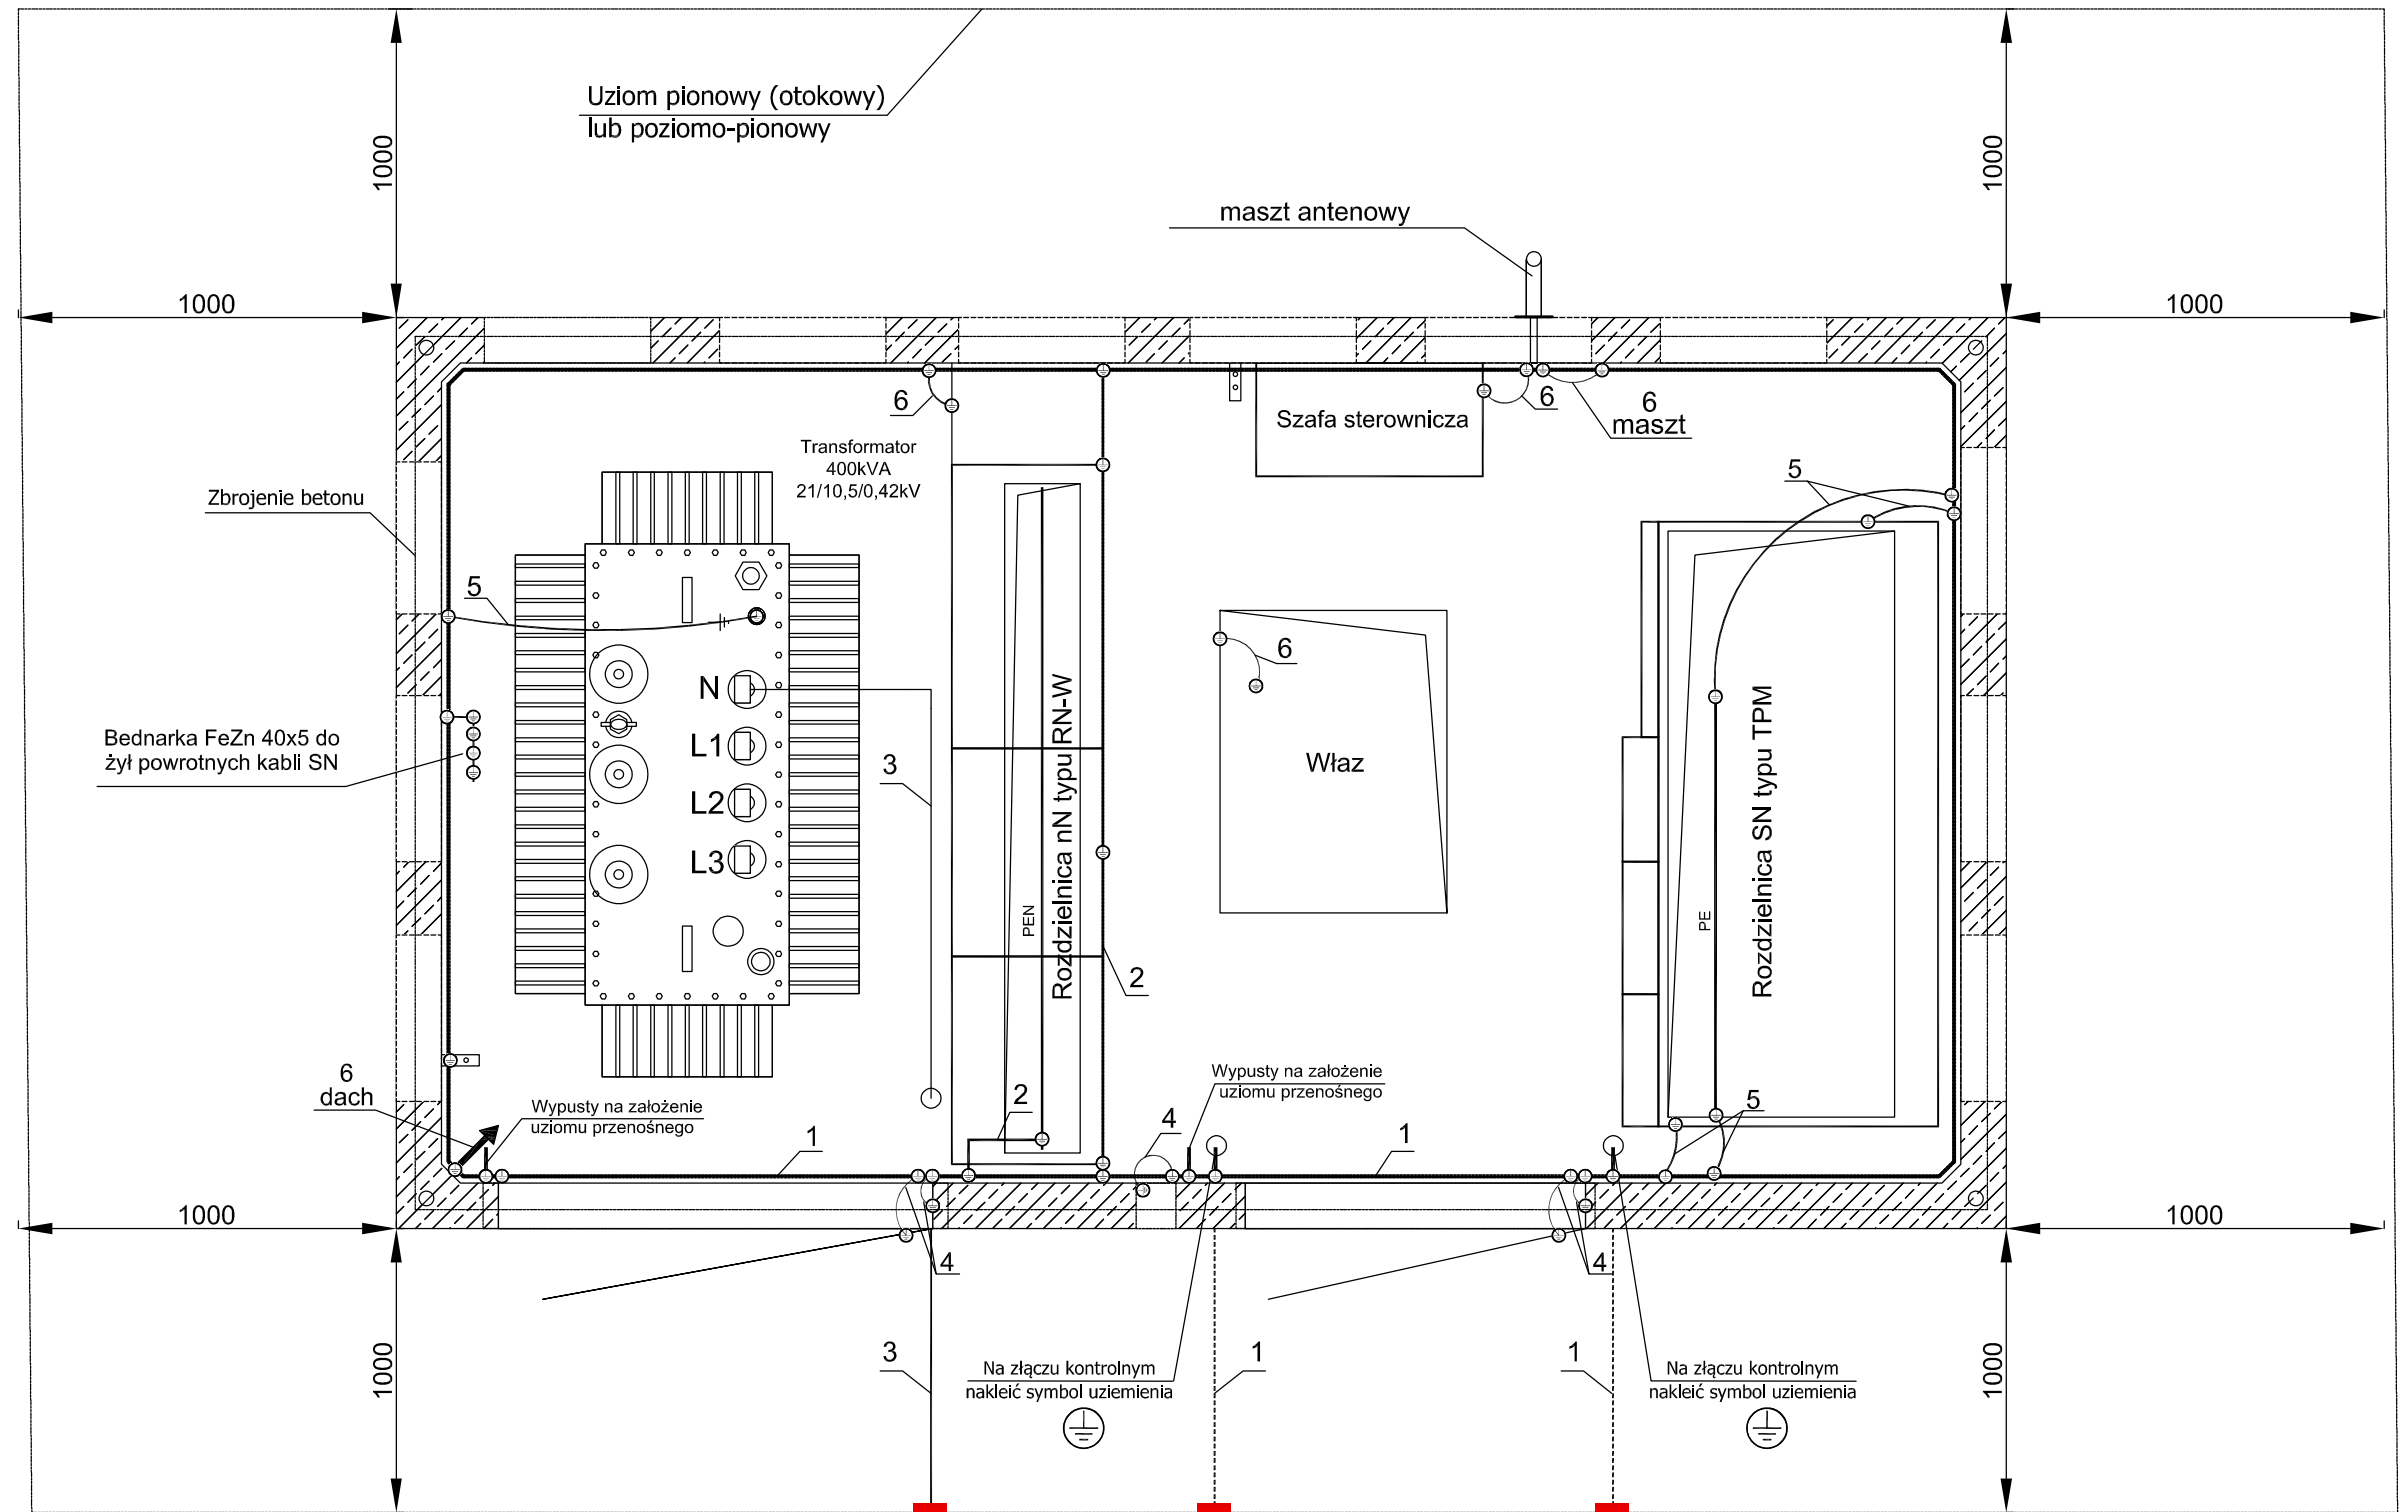 Uziom pionowy (otokowy)
lub poziomo-pionowy
1000
1000
maszt antenowy
1000
1000
6
6
6
maszt
Szafa sterownicza
Transformator
400kVA
21/10,5/0,42kV
5
Zbrojenie betonu
5
6
N
L1
L2
L3
3
Bednarka FeZn 40x5 do
żył powrotnych kabli SN
Rozdzielnica nN typu RN-W
PEN
Właz
Rozdzielnica SN typu TPM
PE
2
6
dach
Wypusty na założenie
uziomu przenośnego
2
Wypusty na założenie
uziomu przenośnego
4
5
1
1
1000
1000
4
4
1000
3
Na złączu kontrolnym
nakleić symbol uziemienia
1
1
Na złączu kontrolnym
nakleić symbol uziemienia
1000